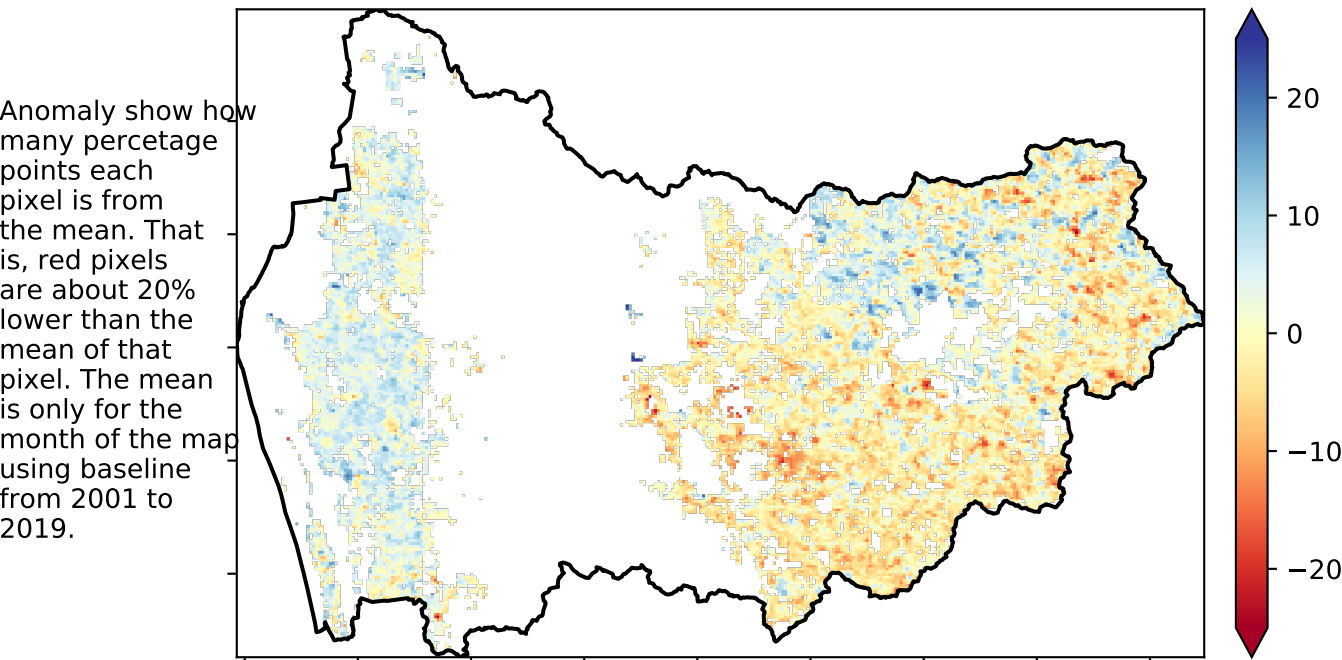 Anomaly show how
many percetage
points each
pixel is from
the mean. That
is, red pixels
are about 20%
lower than the
mean of that
pixel. The mean
is only for the
month of the map
using baseline
from 2001 to
2019.
20
10
0
−10
−20